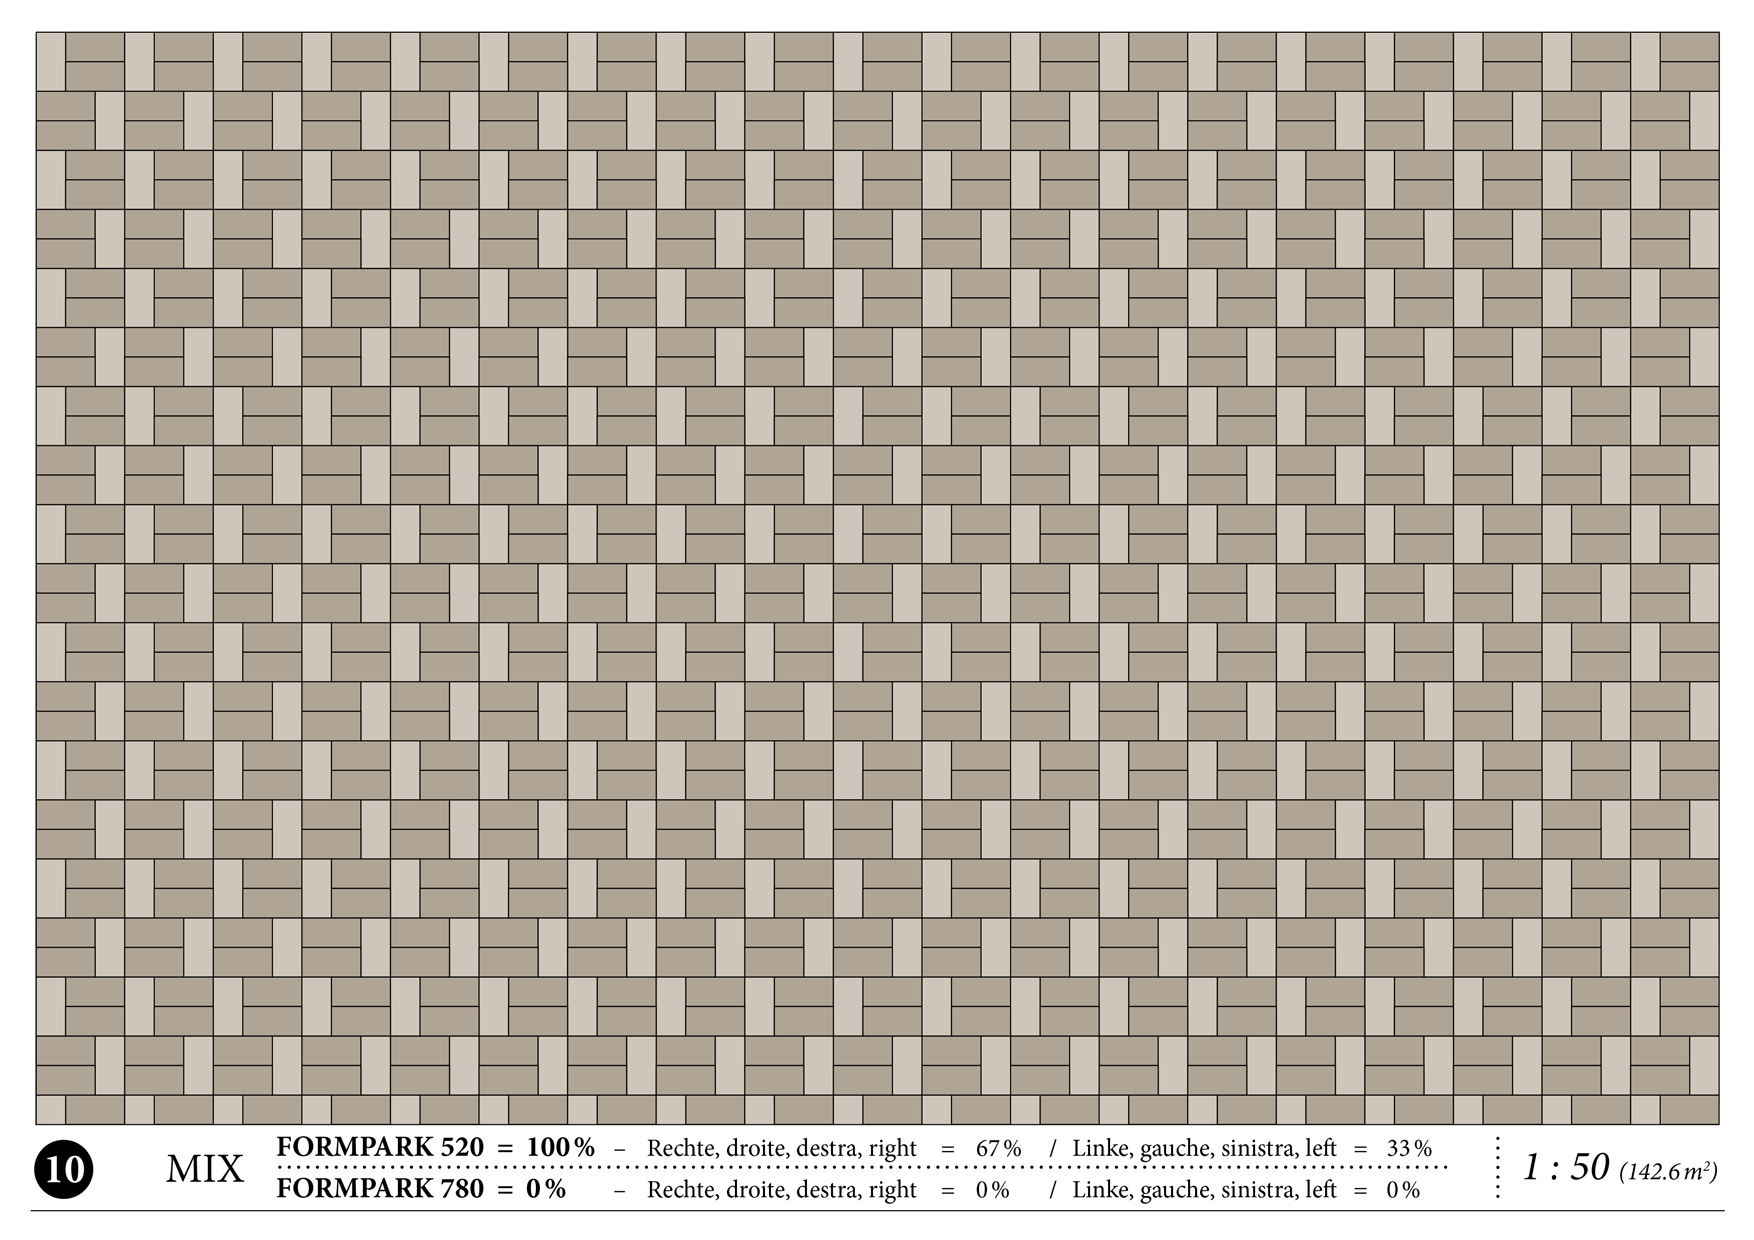 10
MIX
FORMPARK 520 = 100 % – Rechte, droite, destra, right = 67 % / Linke, gauche, sinistra, left = 33 %
FORMPARK 780 = 0 % – Rechte, droite, destra, right = 0 % / Linke, gauche, sinistra, left = 0 %
1 : 50 (142.6 m²)